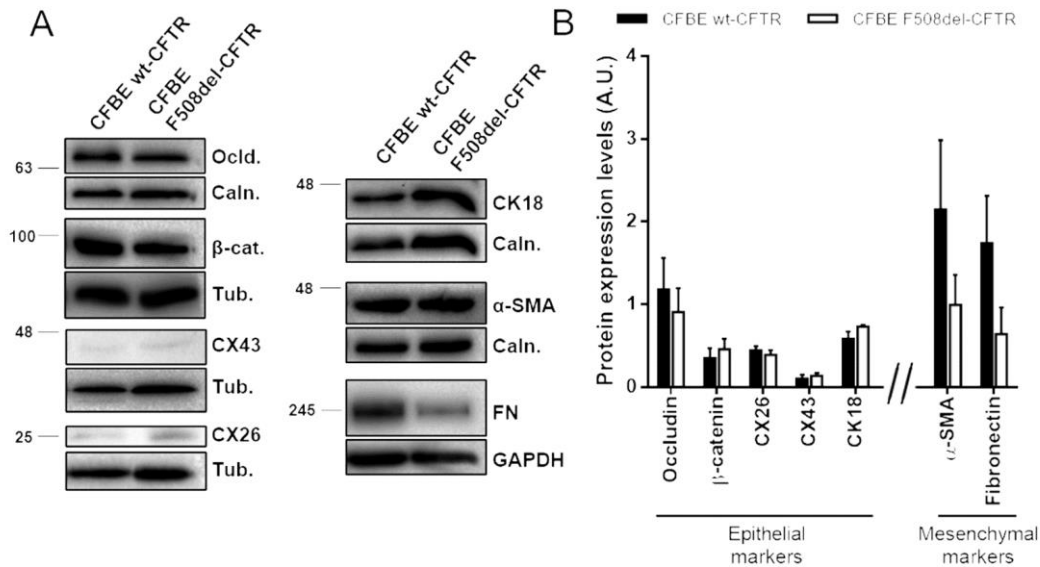 A
CFBE wt-CFTR
CFBE
F508del-CFTR
63
Ocld.
Caln.
100
β-cat.
Tub.
48
CX43
Tub.
25
CX26
Tub.
CFBE wt-CFTR
CFBE
F508del-CFTR
48
CK18
Caln.
48
α-SMA
Caln.
245
FN
GAPDH
B
CFBE wt-CFTR
CFBE F508del-CFTR
Protein expression levels (A.U.)
4
3
2
1
0
Occludin
β-catenin
CX26
CX43
CK18
//
α-SMA
Fibronectin
Epithelial
markers
Mesenchymal
markers